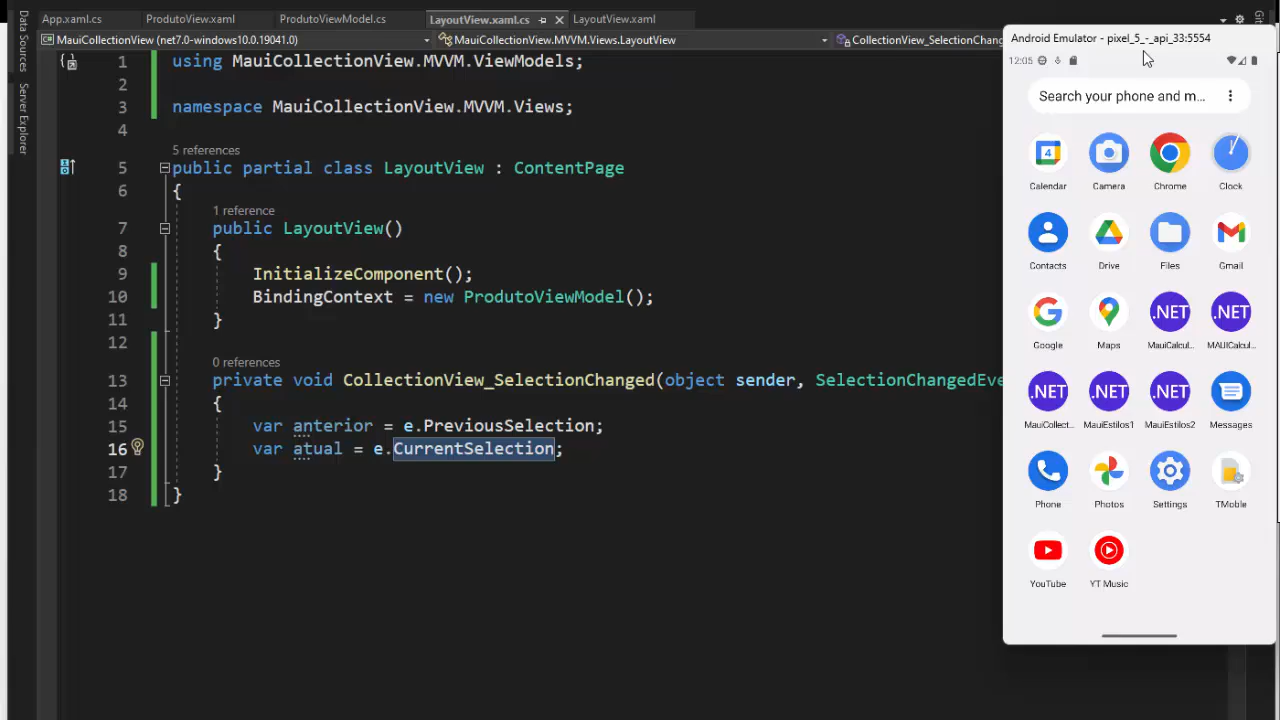 Data Sources
Server Explorer
App.xaml.cs
ProdutoView.xaml
ProdutoViewModel.cs
LayoutView.xaml.cs
LayoutView.xaml
Git
MauiCollectionView (net7.0-windows10.0.19041.0)
MauiCollectionView.MVVM.Views.LayoutView
CollectionView_SelectionChang
1 using MauiCollectionView.MVVM.ViewModels;
2
3 namespace MauiCollectionView.MVVM.Views;
4
5 references
5 public partial class LayoutView : ContentPage
6 {
1 reference
7 public LayoutView()
8 {
9 InitializeComponent();
10 BindingContext = new ProdutoViewModel();
11 }
12
0 references
13 private void CollectionView_SelectionChanged(object sender, SelectionChangedEve
14 {
15 var anterior = e.PreviousSelection;
16 var atual = e.CurrentSelection;
17 }
18 }
Android Emulator - pixel_5_-_api_33:5554
12:05
Search your phone and m...
4
Calendar
Camera
Chrome
Clock
Contacts
Drive
Files
Gmail
.NET
.NET
Google
Maps
MauiCalcul..
MAUICalcul..
.NET
.NET
.NET
MauiCollect..
MauiEstilos1
MauiEstilos2
Messages
Phone
Photos
Settings
TMoble
YouTube
YT Music